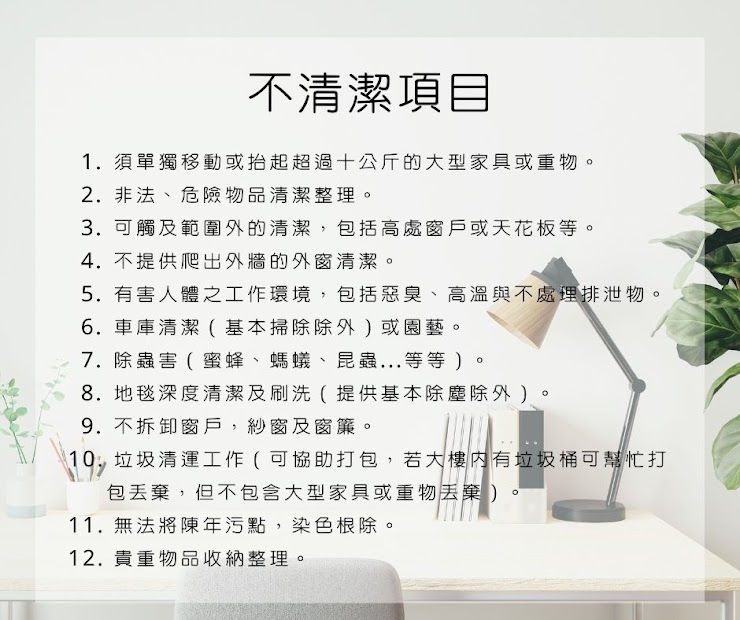 不清潔項目
1. 須單獨移動或抬起超過十公斤的大型家具或重物。
2. 非法、危險物品清潔整理。
3. 可觸及範圍外的清潔，包括高處窗戶或天花板等。
4. 不提供爬出外牆的外窗清潔。
5. 有害人體之工作環境，包括惡臭、高溫與不處理排泄物。
6. 車庫清潔（基本掃除除外）或園藝。
7. 除蟲害（蜜蜂、螞蟻、昆蟲...等等）。
8. 地毯深度清潔及刷洗（提供基本除塵除外）。
9. 不拆卸窗戶，紗窗及窗簾。
10. 垃圾清運工作（可協助打包，若大樓內有垃圾桶可幫忙打
包丟棄，但不包含大型家具或重物丟棄）。
11. 無法將陳年污點，染色根除。
12. 貴重物品收納整理。